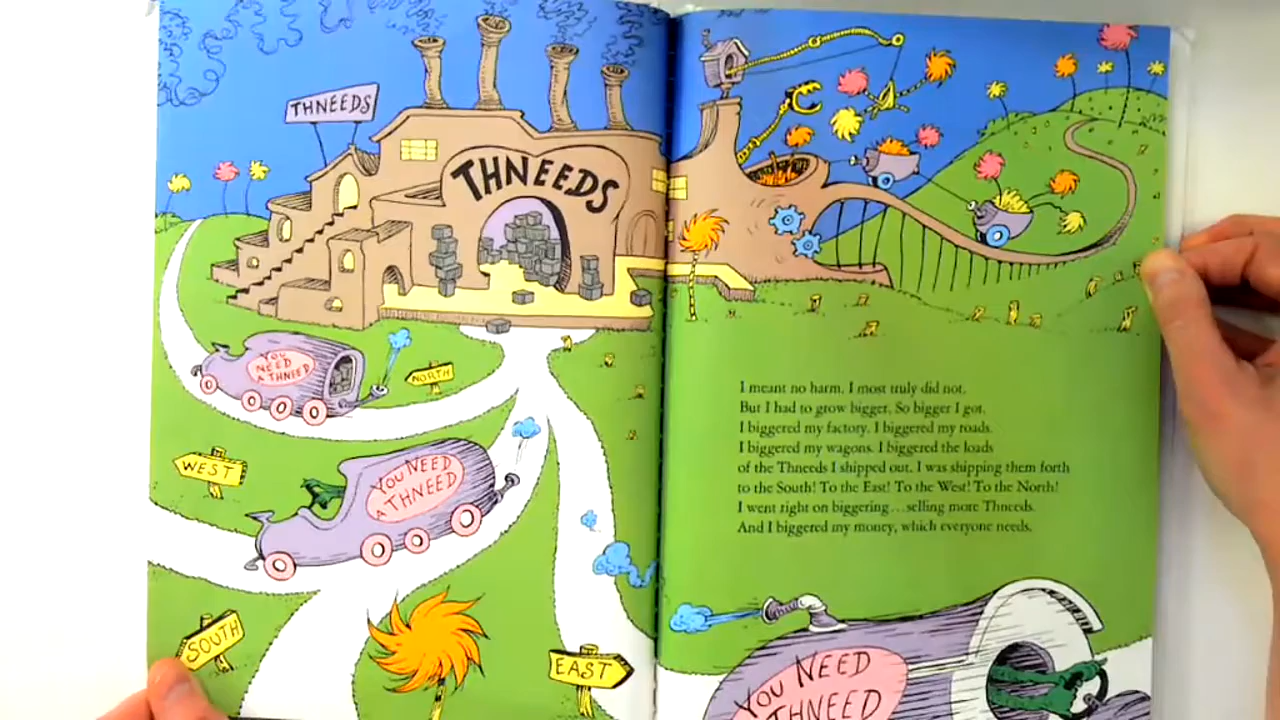 THNEEDS
THNEEDS
YOU
NEED
A THNEED
NORTH
WEST
YOU NEED
A THNEED
SOUTH
EAST
I meant no harm. I most truly did not.
But I had to grow bigger. So bigger I got.
I biggered my factory. I biggered my roads.
I biggered my wagons. I biggered the loads
of the Thneeds I shipped out. I was shipping them forth
to the South! To the East! To the West! To the North!
I went right on biggering...selling more Thneeds.
And I biggered my money, which everyone needs.
YOU NEED
THNEED